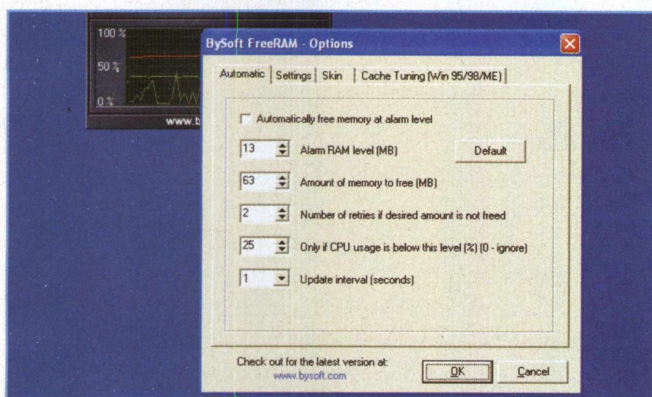 100 %
50 %
0 %
www.b
BySoft FreeRAM - Options
Automatic
Settings
Skin
Cache Tuning (Win 95/98/ME)
Automatically free memory at alarm level
13 Alarm RAM level (MB)
Default
63 Amount of memory to free (MB)
2 Number of retries if desired amount is not freed
25 Only if CPU usage is below this level (%) (0 - ignore)
1 Update interval (seconds)
Check out for the latest version at:
www.bysoft.com
OK
Cancel